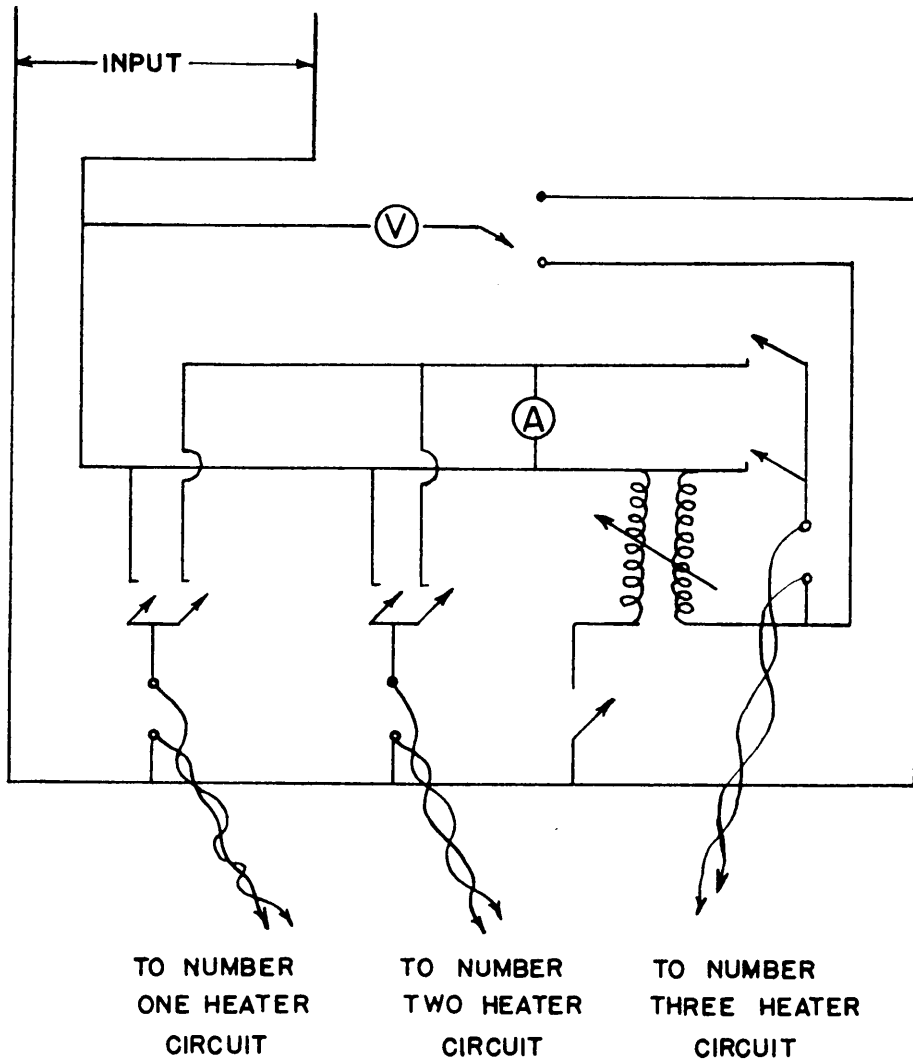 INPUT
V
A
TO NUMBER
ONE HEATER
CIRCUIT
TO NUMBER
TWO HEATER
CIRCUIT
TO NUMBER
THREE HEATER
CIRCUIT